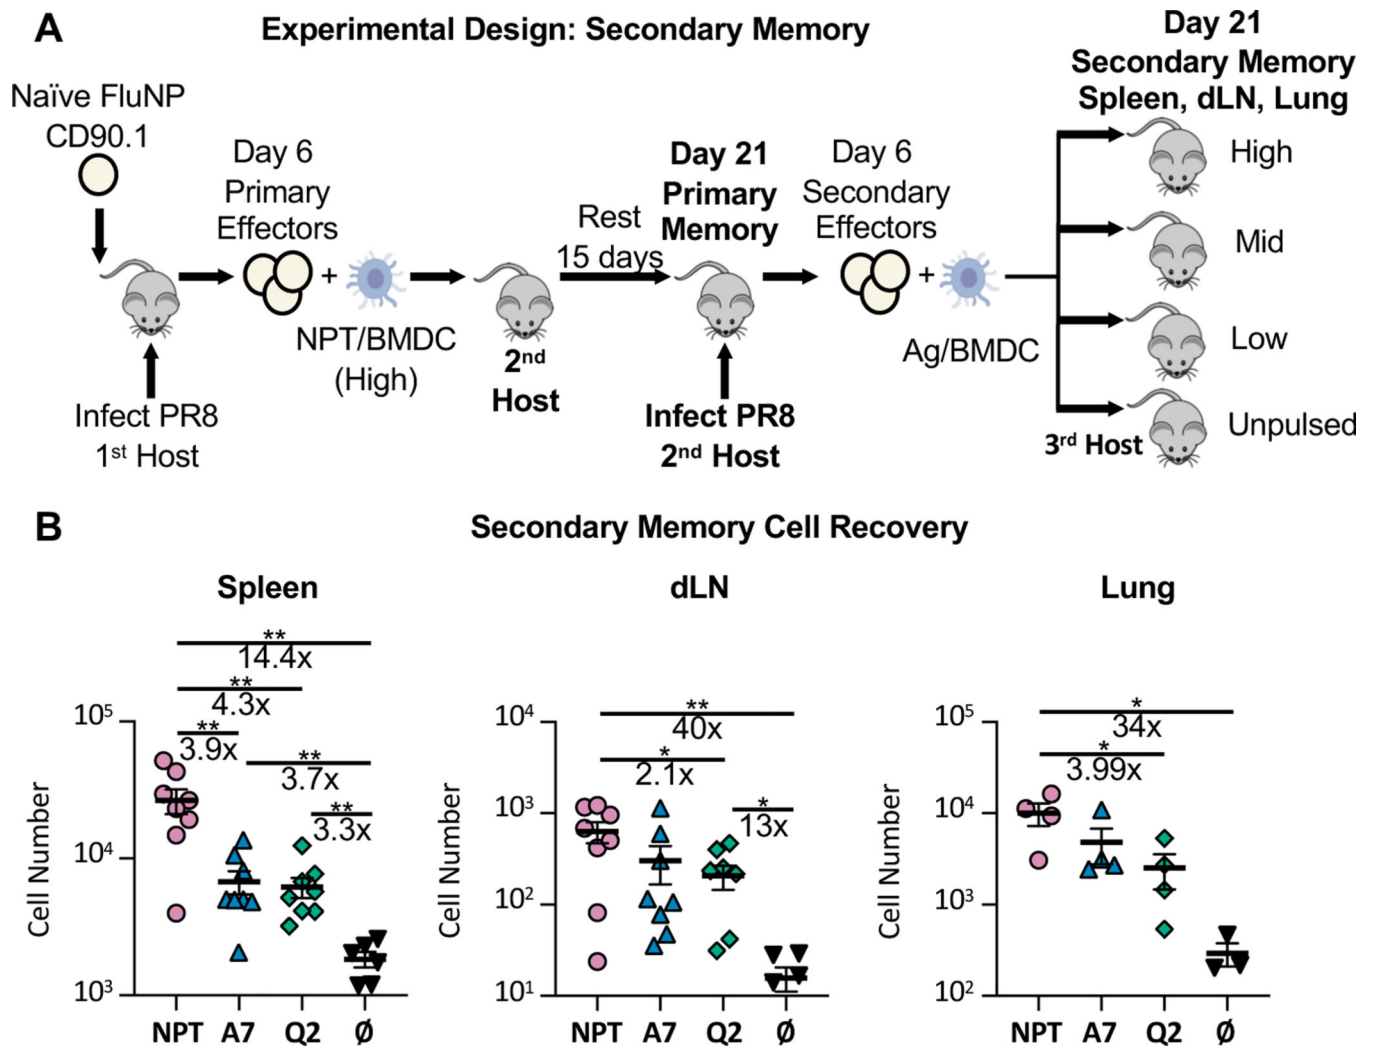 A
Experimental Design: Secondary Memory
Day 21
Secondary Memory
Spleen, dLN, Lung
Naïve FluNP
CD90.1
Day 6
Primary
Effectors
+
NPT/BMDC
(High)
Infect PR8
1st Host
2nd
Host
Rest
15 days
Day 21
Primary
Memory
Infect PR8
2nd Host
Day 6
Secondary
Effectors
+
Ag/BMDC
High
Mid
Low
Unpulsed
3rd Host
B
Secondary Memory Cell Recovery
Spleen
**
14.4x
**
4.3x
**
3.9x
**
3.7x
**
3.3x
Cell Number
10⁵
10⁴
10³
NPT A7 Q2 Ø
dLN
**
40x
*
2.1x
*
13x
Cell Number
10⁴
10³
10²
10¹
NPT A7 Q2 Ø
Lung
*
34x
*
3.99x
Cell Number
10⁵
10⁴
10³
10²
NPT A7 Q2 Ø